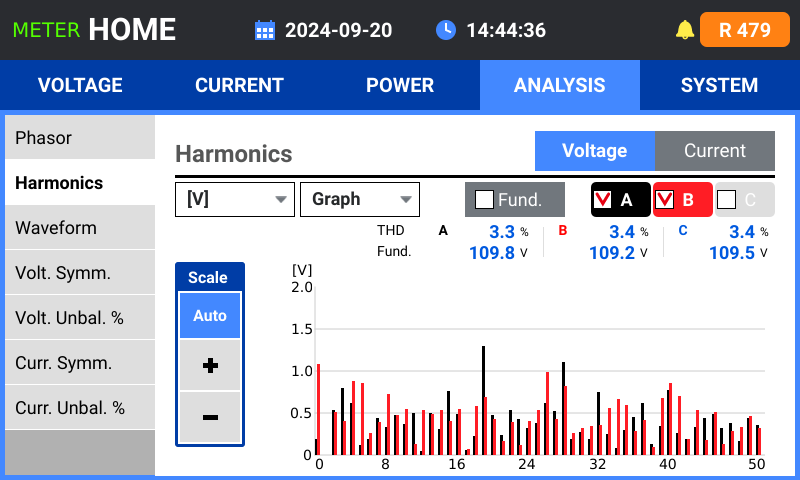 METER HOME 2024-09-20 14:44:36 R 479
VOLTAGE CURRENT POWER ANALYSIS SYSTEM
Phasor
Harmonics
Waveform
Volt. Symm.
Volt. Unbal. %
Curr. Symm.
Curr. Unbal. %
Harmonics Voltage Current
[V] Graph Fund. A B C
THD A 3.3 % B 3.4 % C 3.4 %
Fund. 109.8 V 109.2 V 109.5 V
Scale
Auto
+
−
[V]
2.0
1.5
1.0
0.5
0
0 8 16 24 32 40 50